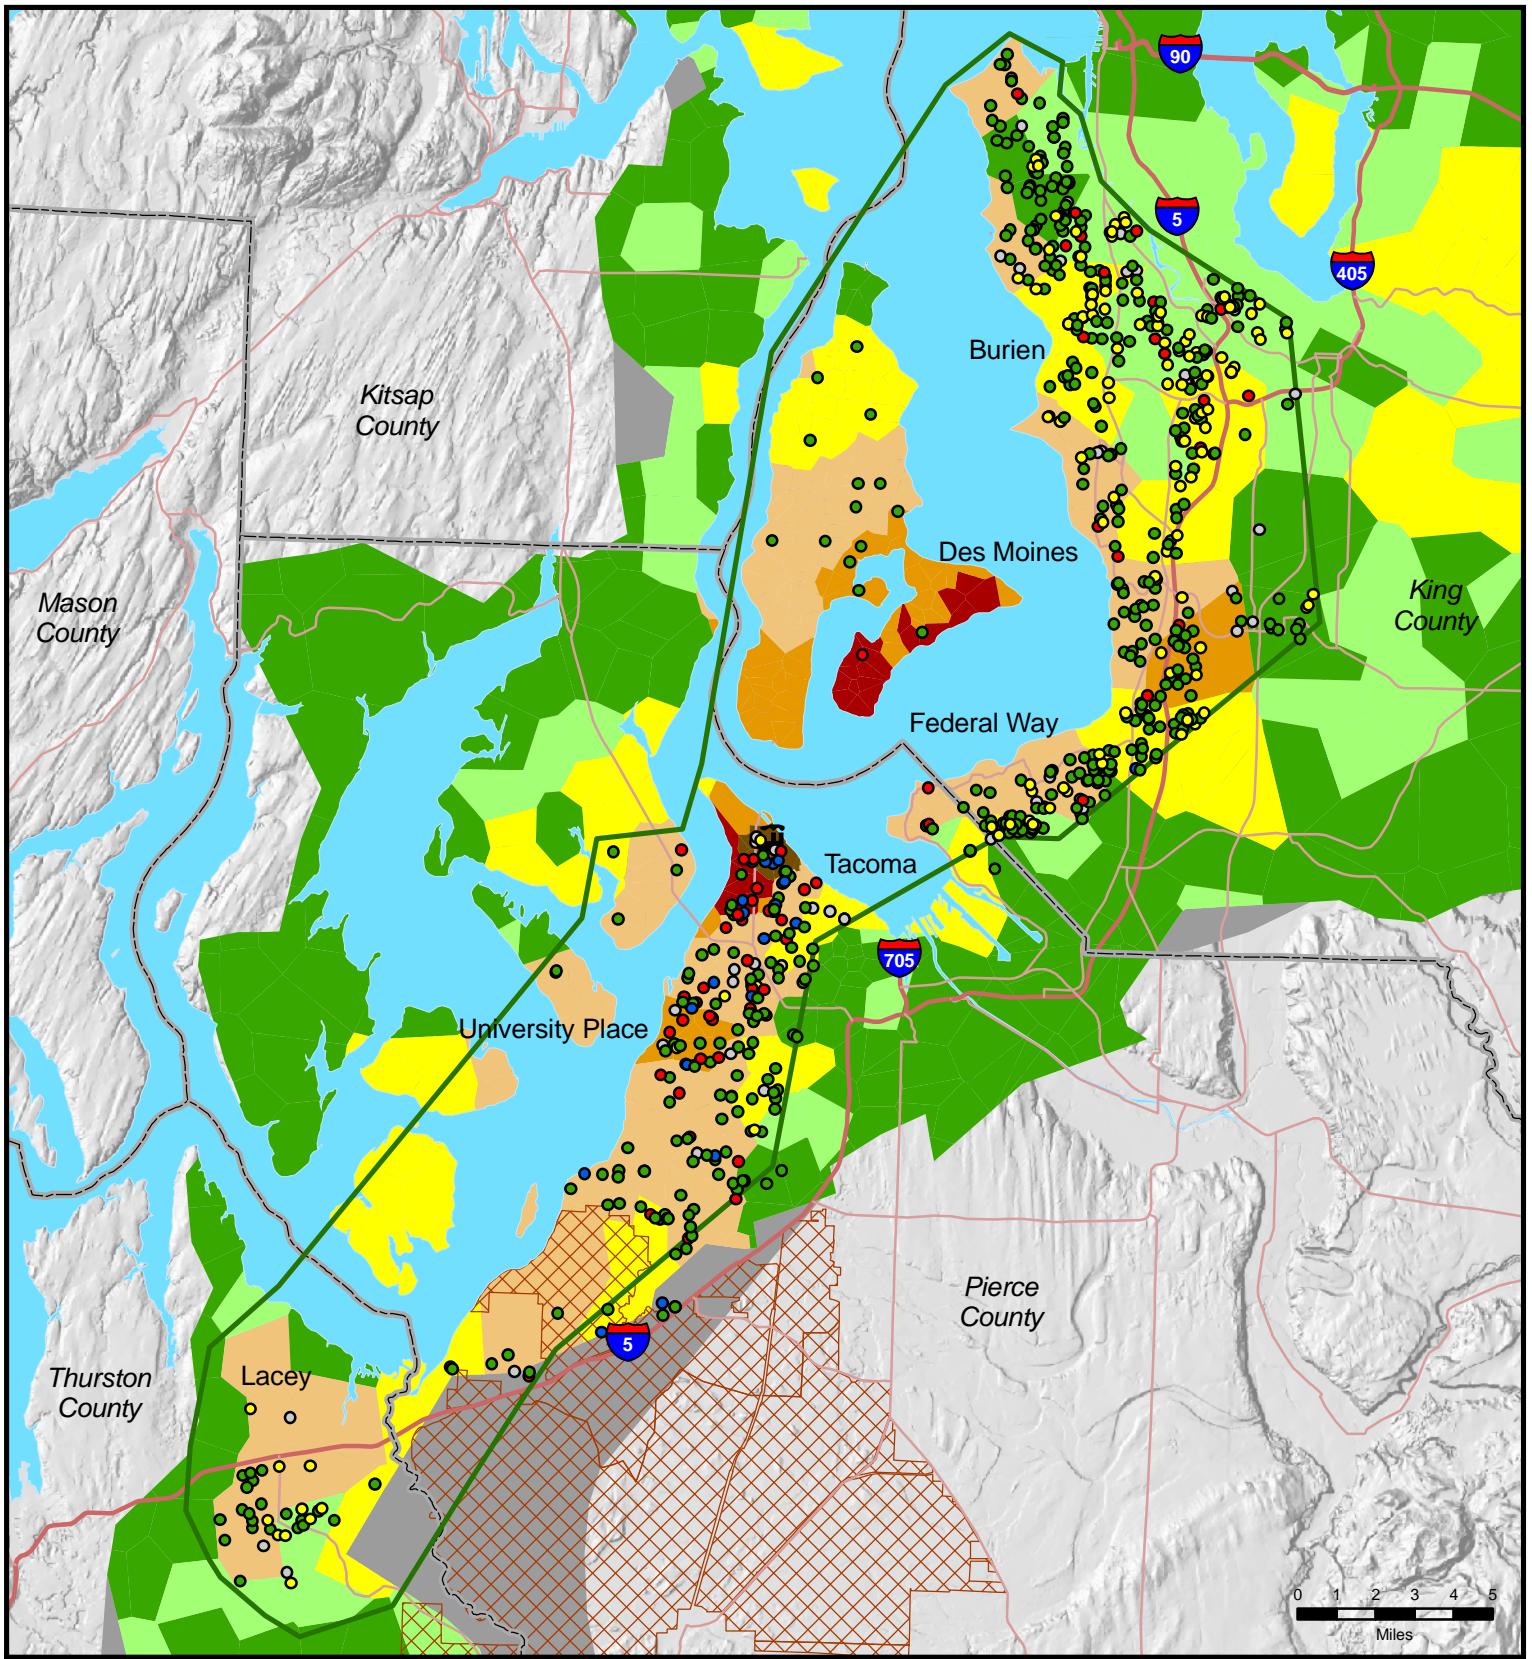 90
5
405
Burien
Kitsap
County
Des Moines
Mason
County
King
County
Federal Way
Tacoma
705
University Place
Pierce
County
5
Thurston
County
Lacey
0 1 2 3 4 5
Miles